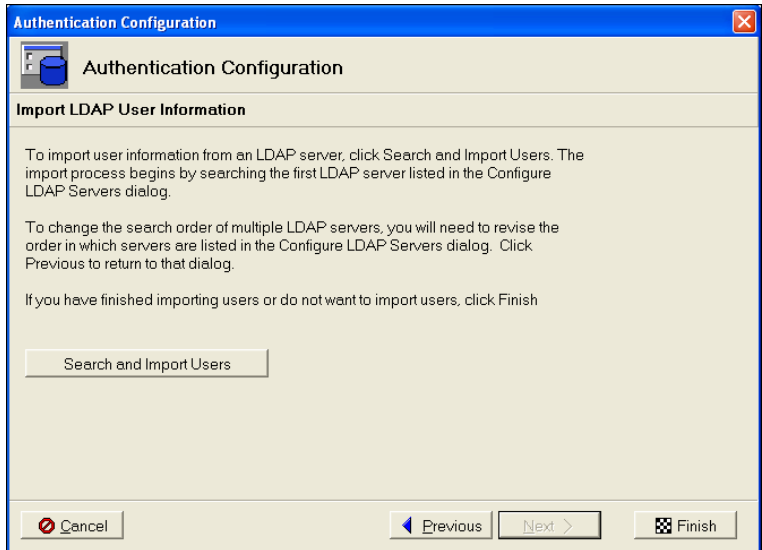 Authentication Configuration
Authentication Configuration
Import LDAP User Information
To import user information from an LDAP server, click Search and Import Users. The
import process begins by searching the first LDAP server listed in the Configure
LDAP Servers dialog.
To change the search order of multiple LDAP servers, you will need to revise the
order in which servers are listed in the Configure LDAP Servers dialog.  Click
Previous to return to that dialog.
If you have finished importing users or do not want to import users, click Finish
Search and Import Users
Cancel
Previous
Next >
Finish